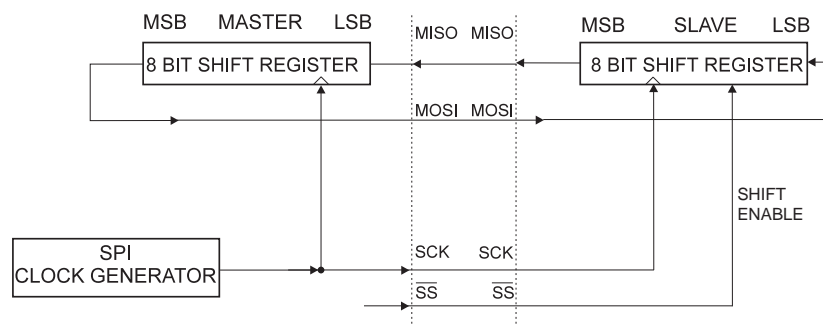 MSB MASTER LSB MISO MISO MSB SLAVE LSB
8 BIT SHIFT REGISTER 8 BIT SHIFT REGISTER
MOSI MOSI
SHIFT
ENABLE
SPI
CLOCK GENERATOR
SCK SCK
SS SS